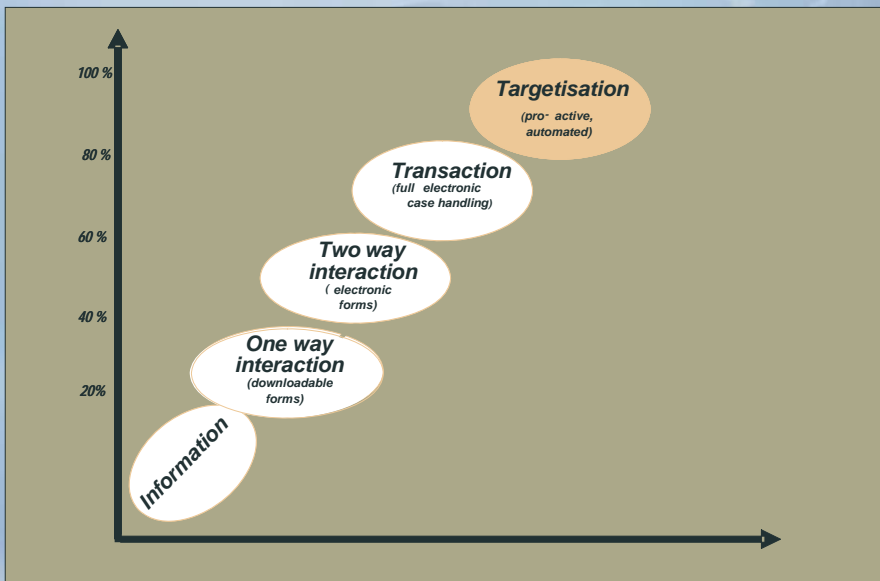 100 %
Targetisation
(pro- active,
automated)
80 %
Transaction
(full electronic
case handling)
60 %
Two way
interaction
( electronic
forms)
40 %
One way
interaction
(downloadable
forms)
20%
Information